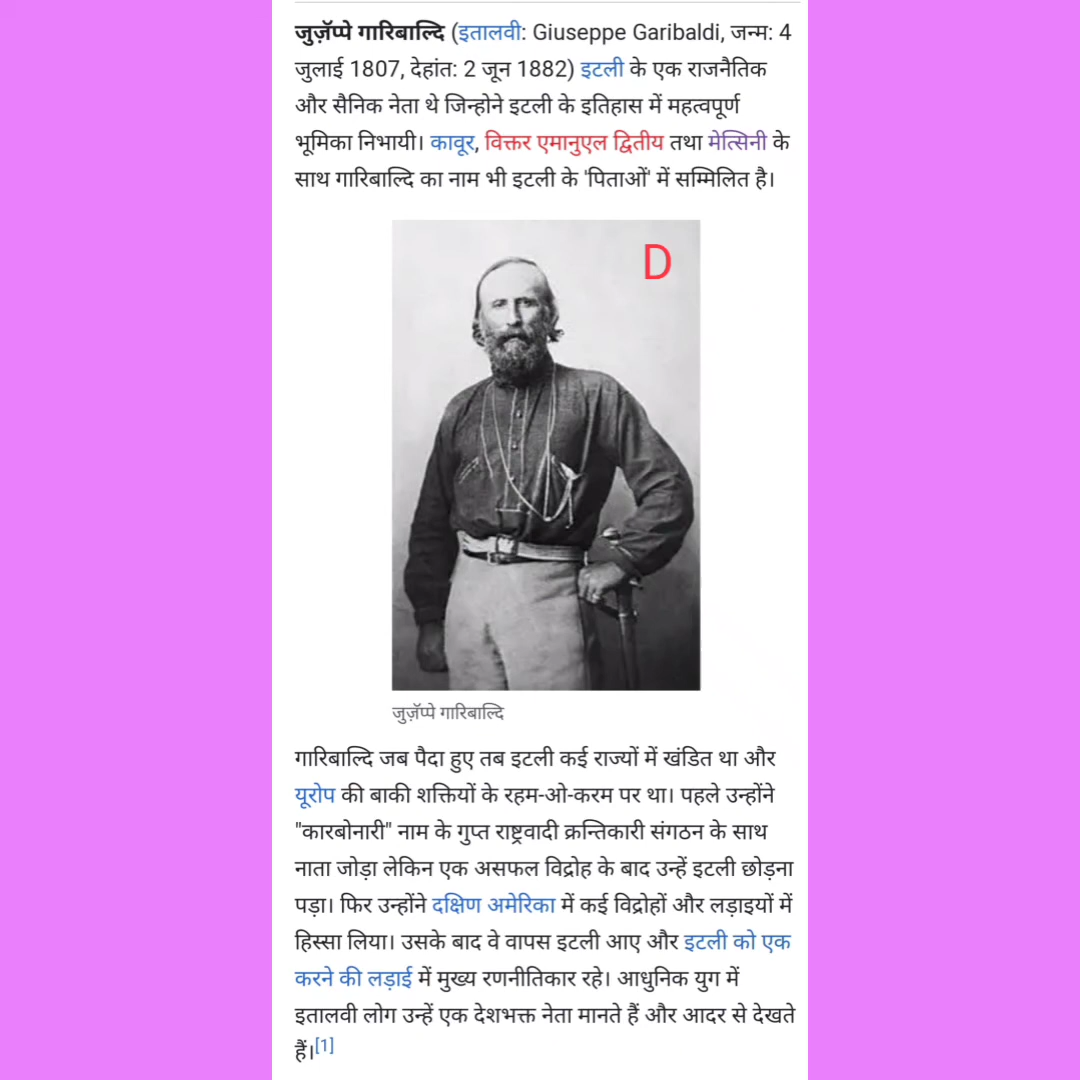 जुज़ॅप्पे गारिबाल्दि (इतालवी: Giuseppe Garibaldi, जन्म: 4
जुलाई 1807, देहांत: 2 जून 1882) इटली के एक राजनैतिक
और सैनिक नेता थे जिन्होने इटली के इतिहास में महत्वपूर्ण
भूमिका निभायी। कावूर, विक्तर एमानुएल द्वितीय तथा मेत्सिनी के
साथ गारिबाल्दि का नाम भी इटली के 'पिताओं' में सम्मिलित है।
D
जुज़ॅप्पे गारिबाल्दि
गारिबाल्दि जब पैदा हुए तब इटली कई राज्यों में खंडित था और
यूरोप की बाकी शक्तियों के रहम-ओ-करम पर था। पहले उन्होंने
"कारबोनारी" नाम के गुप्त राष्ट्रवादी क्रन्तिकारी संगठन के साथ
नाता जोड़ा लेकिन एक असफल विद्रोह के बाद उन्हें इटली छोड़ना
पड़ा। फिर उन्होंने दक्षिण अमेरिका में कई विद्रोहों और लड़ाइयों में
हिस्सा लिया। उसके बाद वे वापस इटली आए और इटली को एक
करने की लड़ाई में मुख्य रणनीतिकार रहे। आधुनिक युग में
इतालवी लोग उन्हें एक देशभक्त नेता मानते हैं और आदर से देखते
हैं।[1]